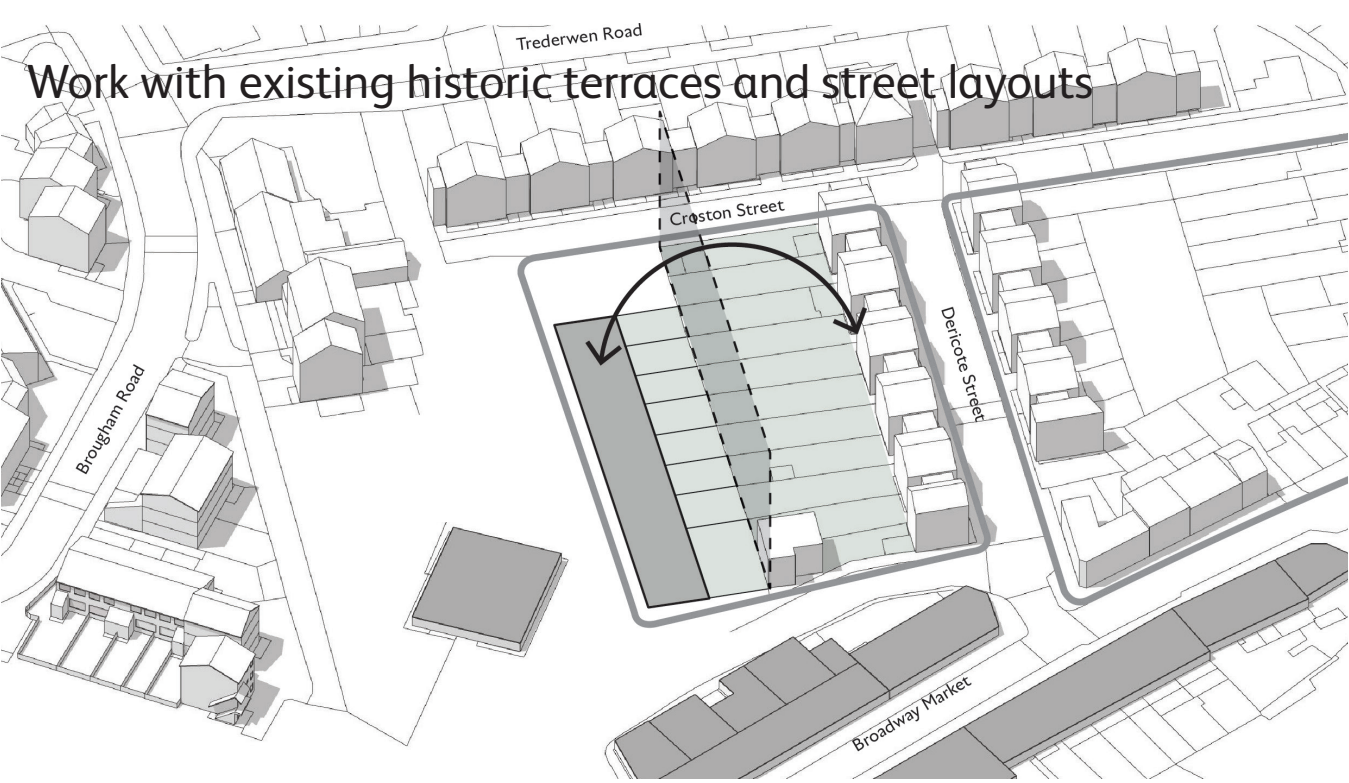 Trederwen Road
Work with existing historic terraces and street layouts
Croston Street
Dericote Street
Brougham Road
Broadway Market